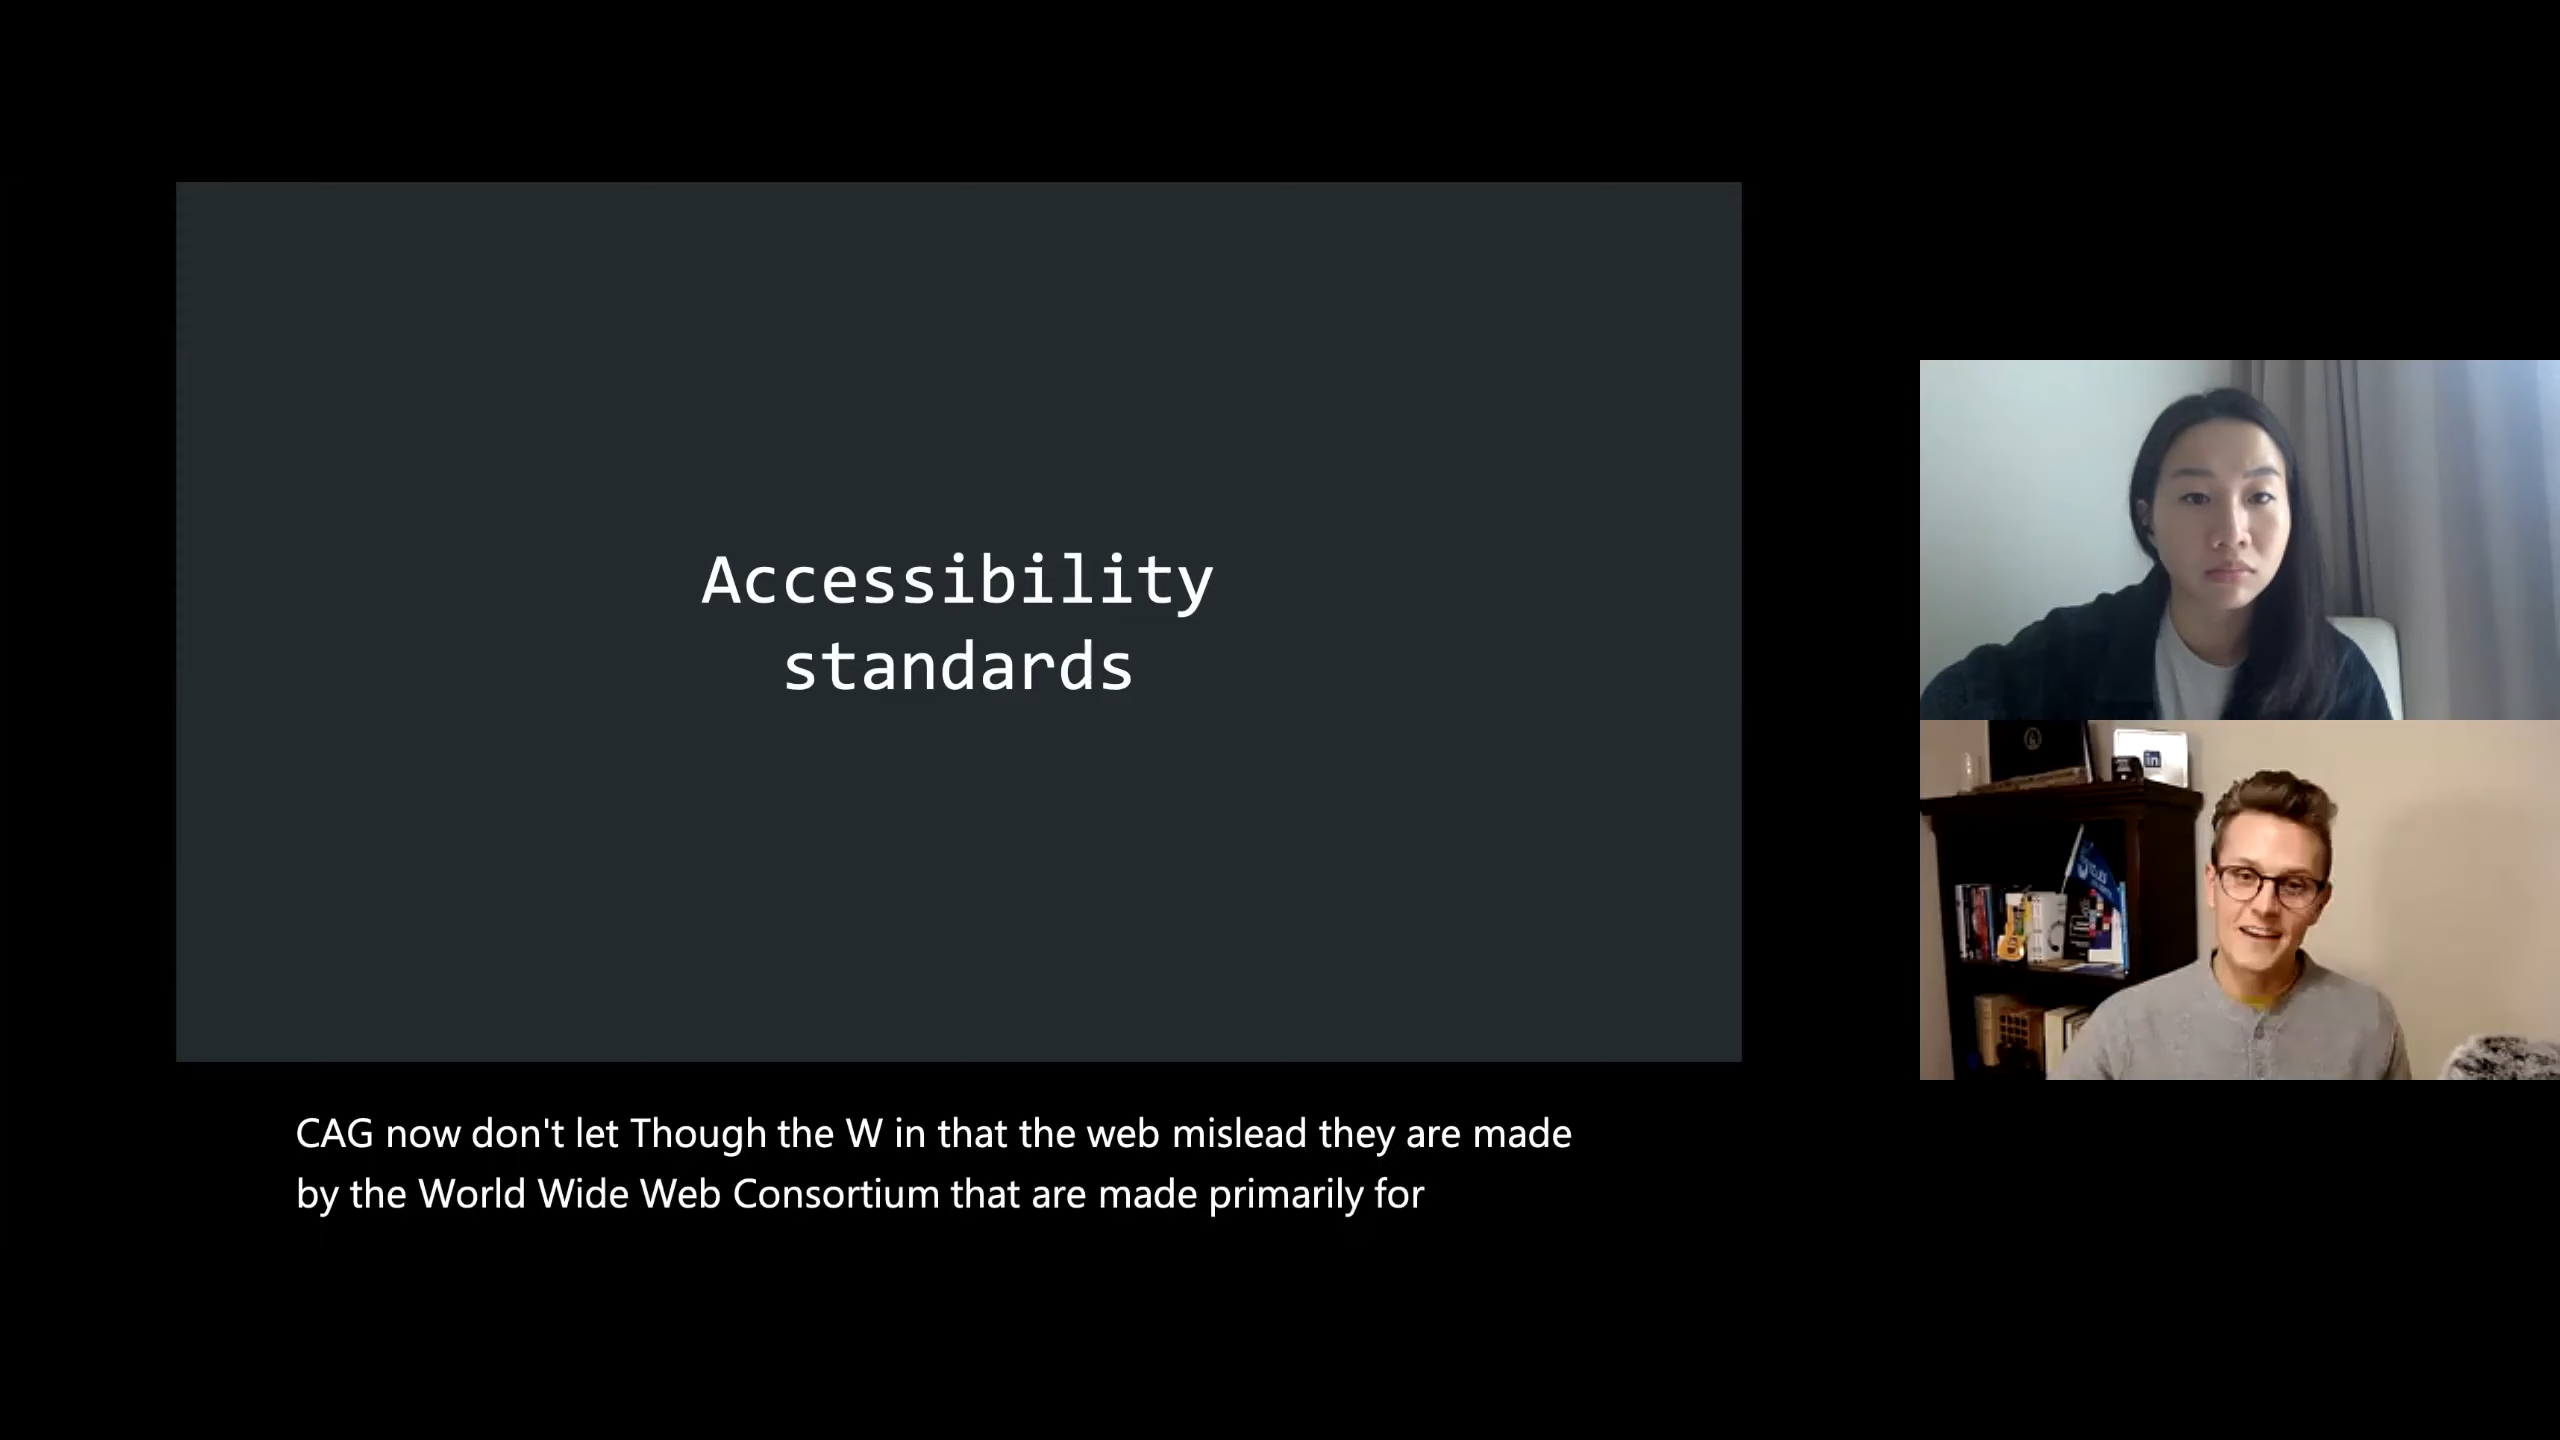 Accessibility
standards
in
CAG now don't let Though the W in that the web mislead they are made
by the World Wide Web Consortium that are made primarily for